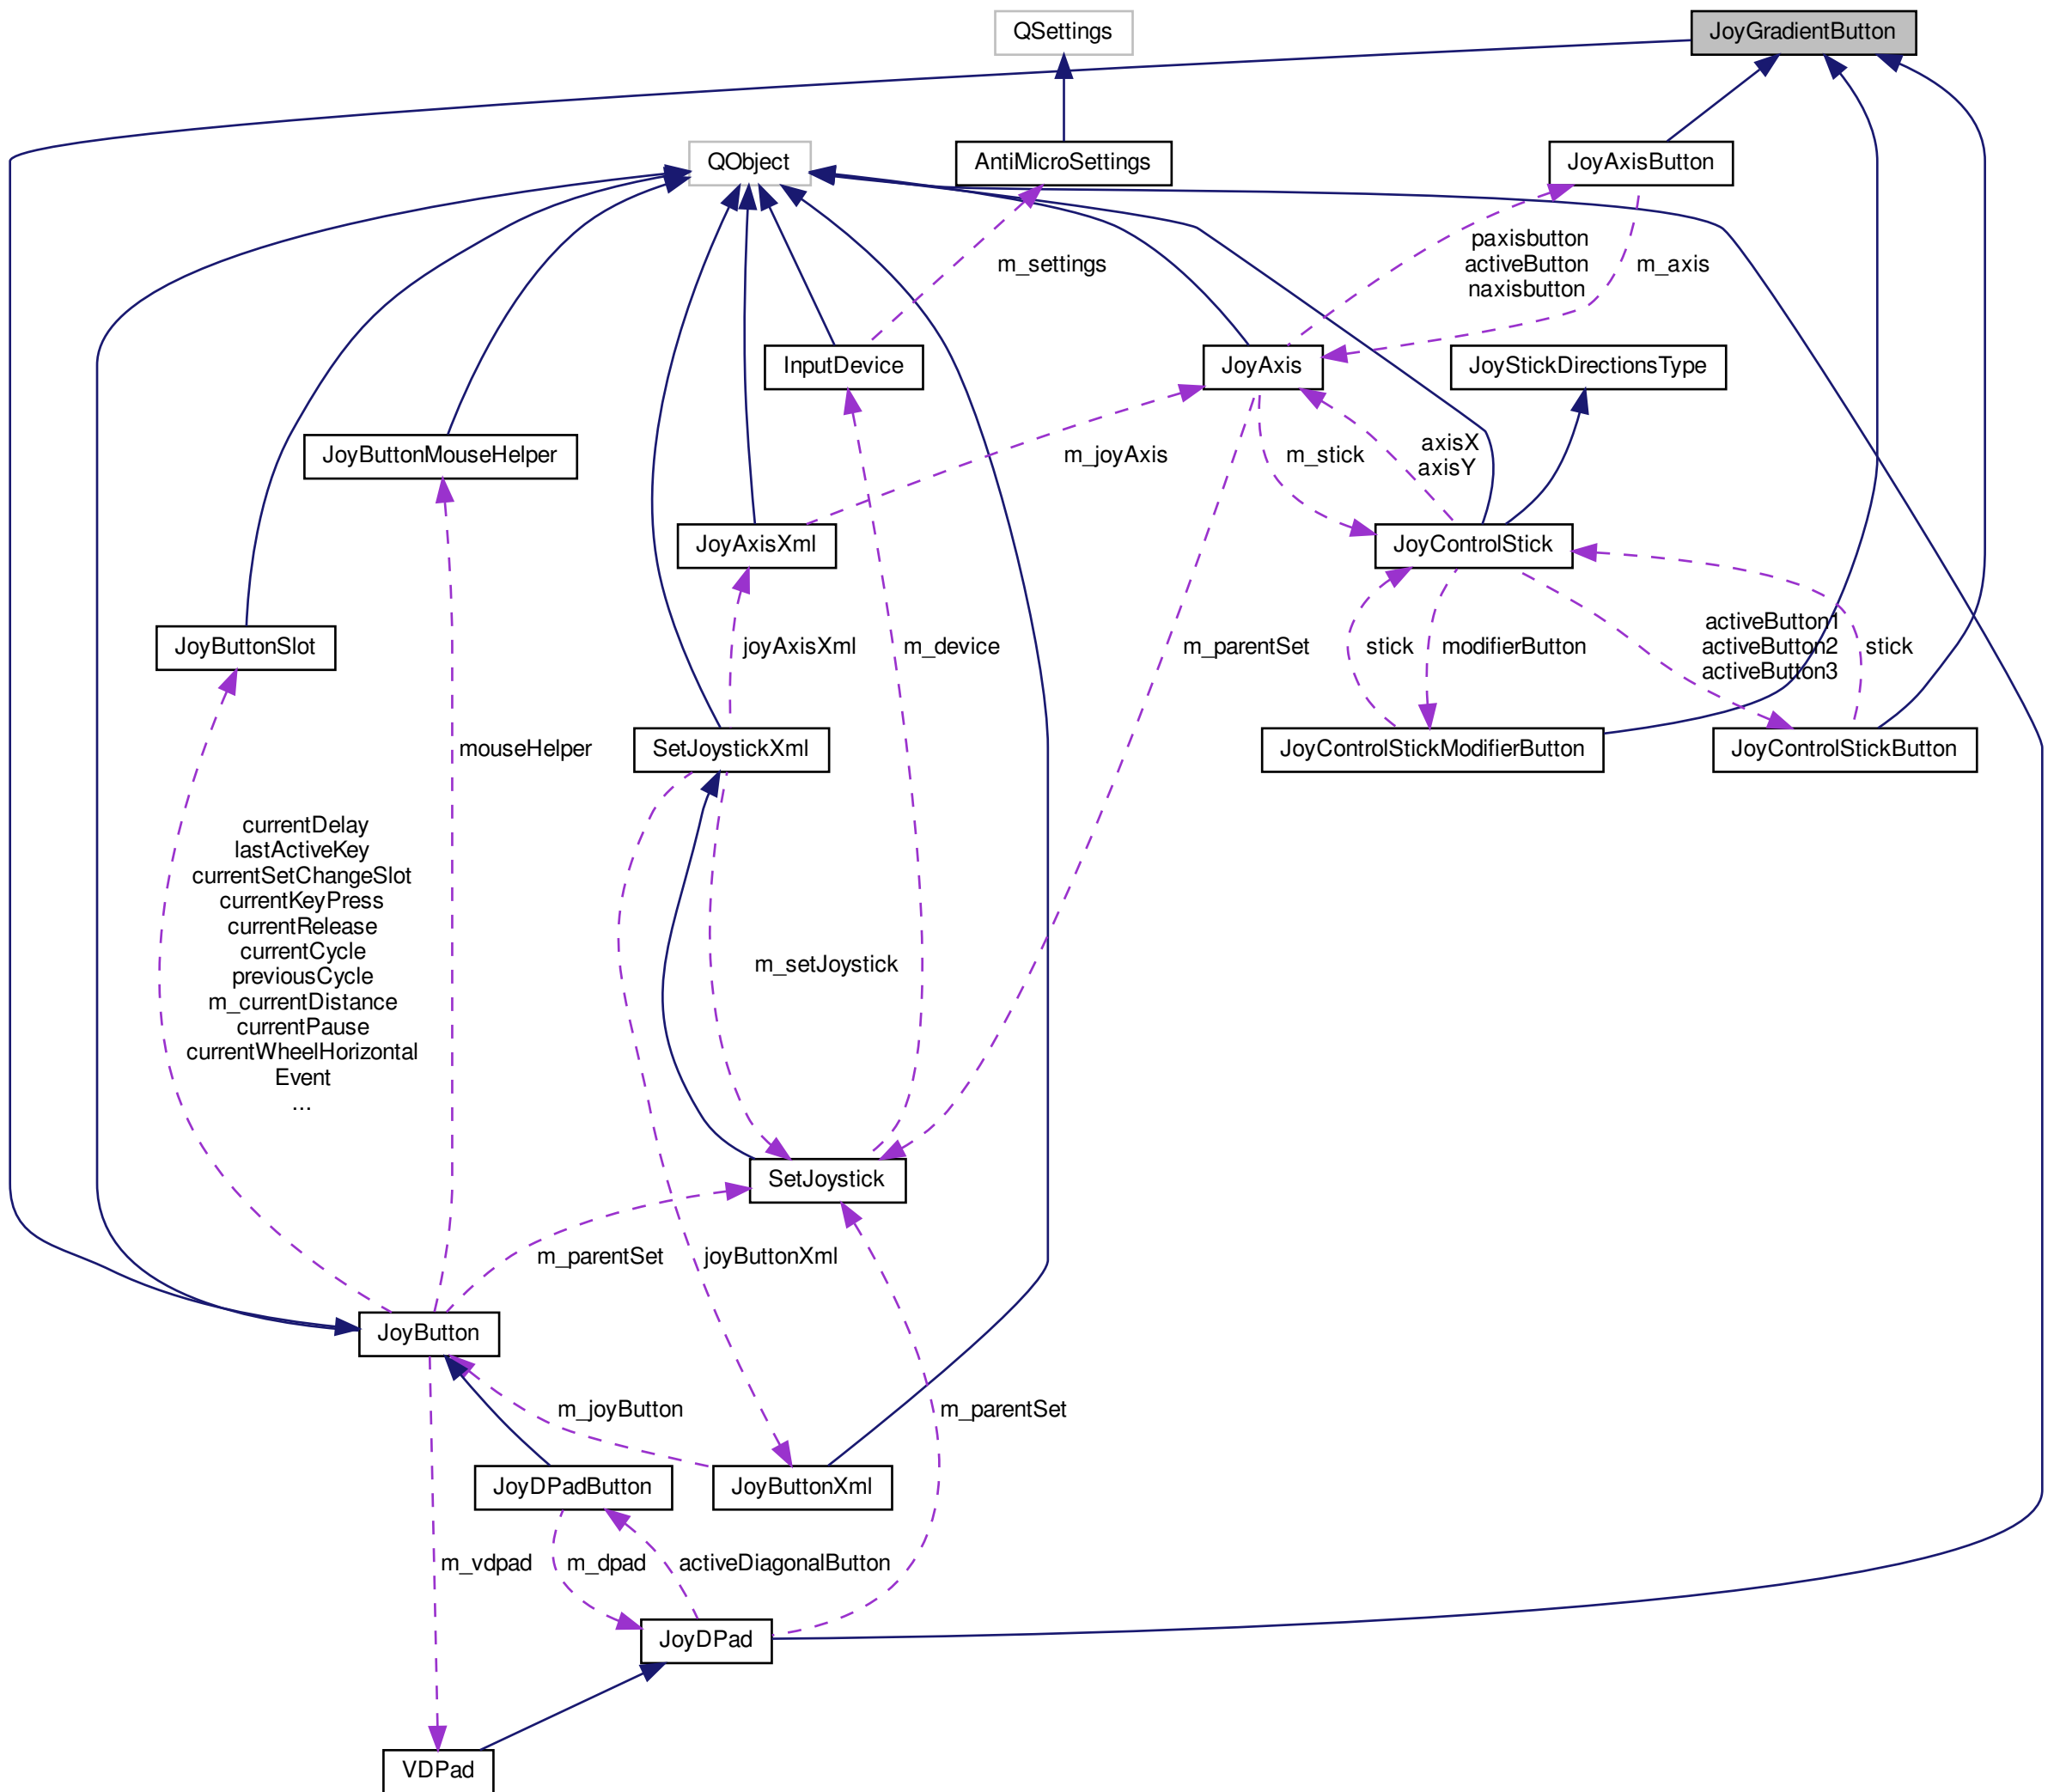 QSettings
JoyGradientButton
QObject
AntiMicroSettings
JoyAxisButton
paxisbutton
activeButton
naxisbutton
m_settings
m_axis
InputDevice
JoyAxis
JoyStickDirectionsType
JoyButtonMouseHelper
m_joyAxis
m_stick
axisX
axisY
JoyAxisXml
JoyControlStick
JoyButtonSlot
joyAxisXml
m_device
m_parentSet
stick
modifierButton
activeButton1
activeButton2
activeButton3
stick
mouseHelper
SetJoystickXml
JoyControlStickModifierButton
JoyControlStickButton
currentDelay
lastActiveKey
currentSetChangeSlot
currentKeyPress
currentRelease
currentCycle
previousCycle
m_currentDistance
currentPause
currentWheelHorizontal
Event
...
m_setJoystick
SetJoystick
m_parentSet
joyButtonXml
JoyButton
m_joyButton
m_parentSet
JoyDPadButton
JoyButtonXml
m_vdpad
m_dpad
activeDiagonalButton
JoyDPad
VDPad